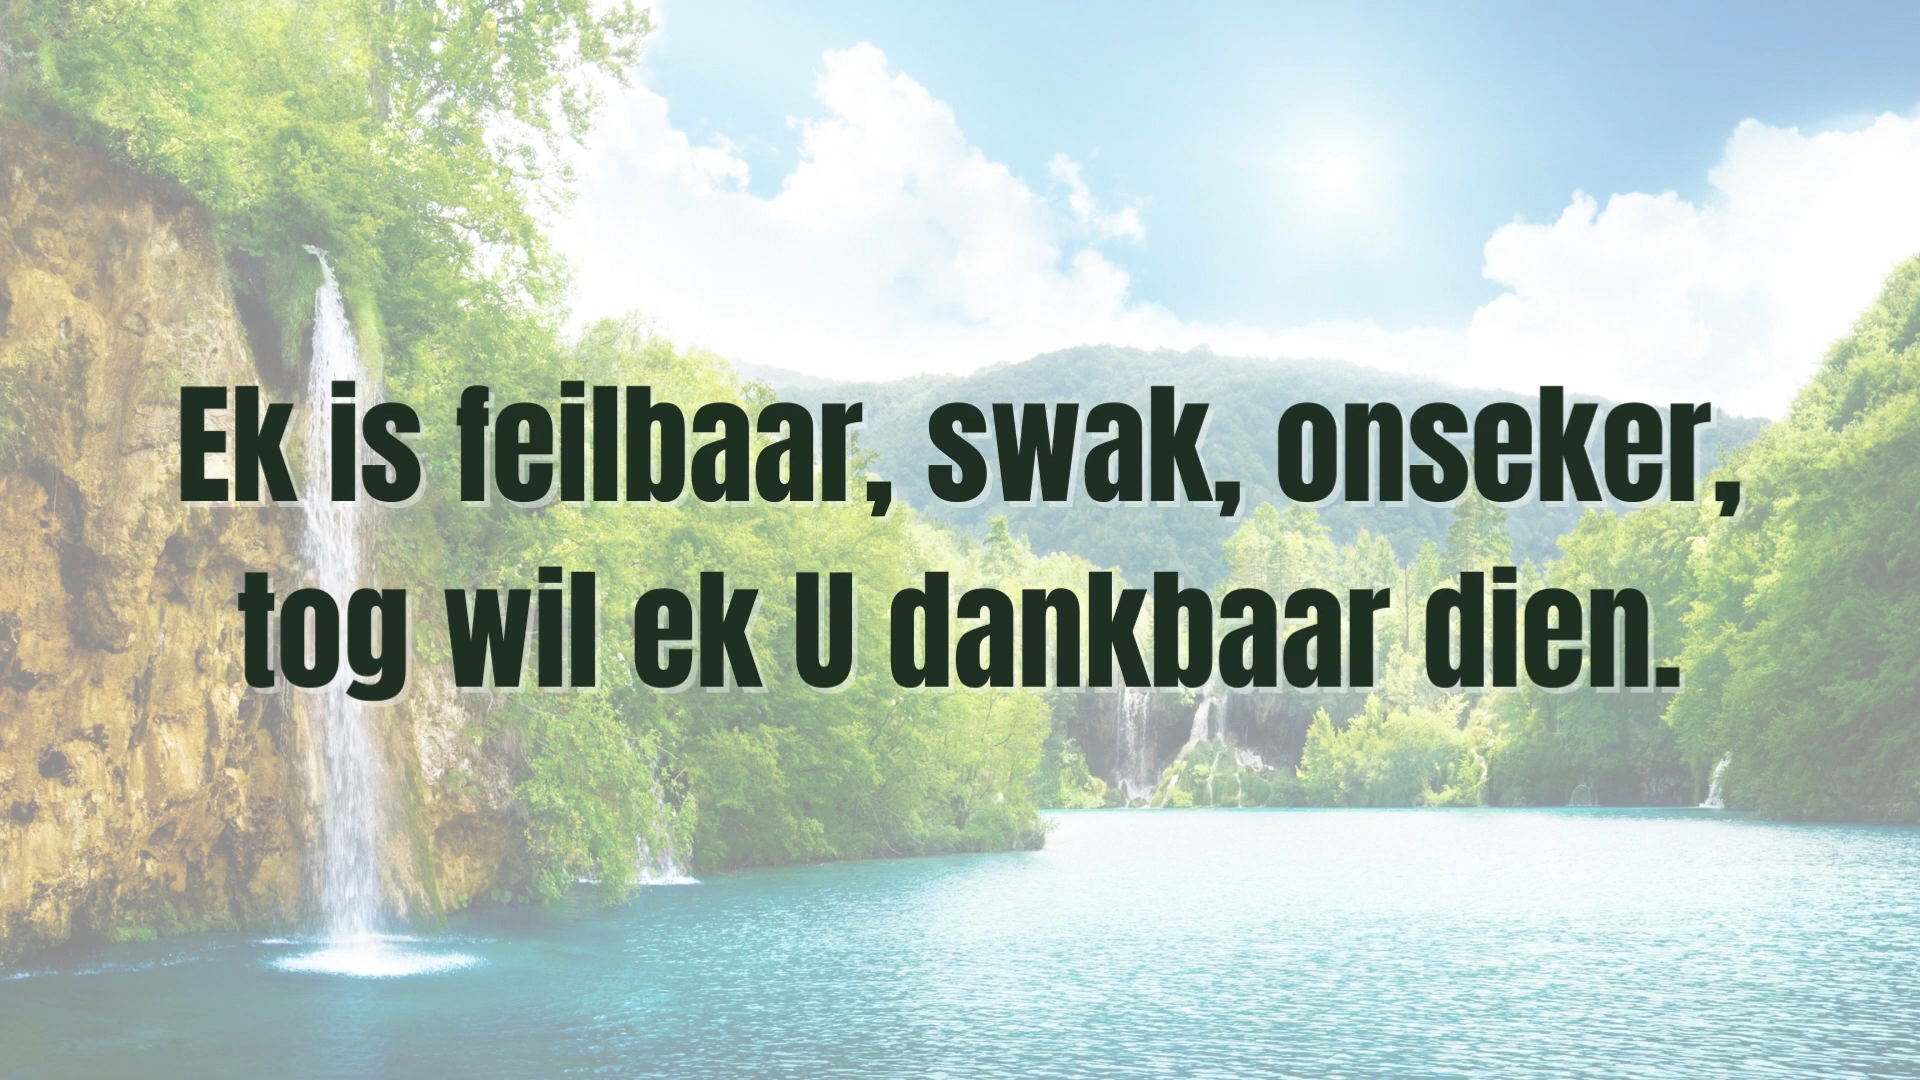 Ek is feilbaar, swak, onseker,
tog wil ek U dankbaar dien.